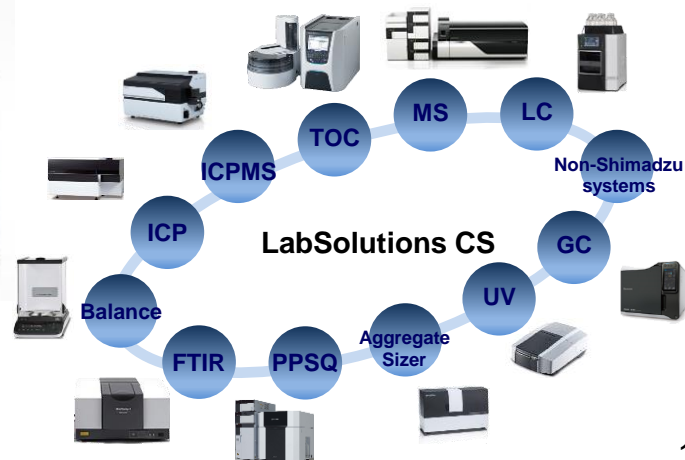 MS
LC
TOC
ICPMS
Non-Shimadzu
systems
ICP
LabSolutions CS
GC
Balance
UV
Aggregate
Sizer
FTIR
PPSQ